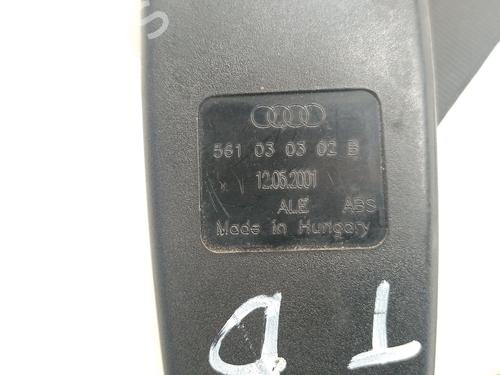 561 03 03 02 B
12.05.2001
ALE ABS
Made in Hungary
T D